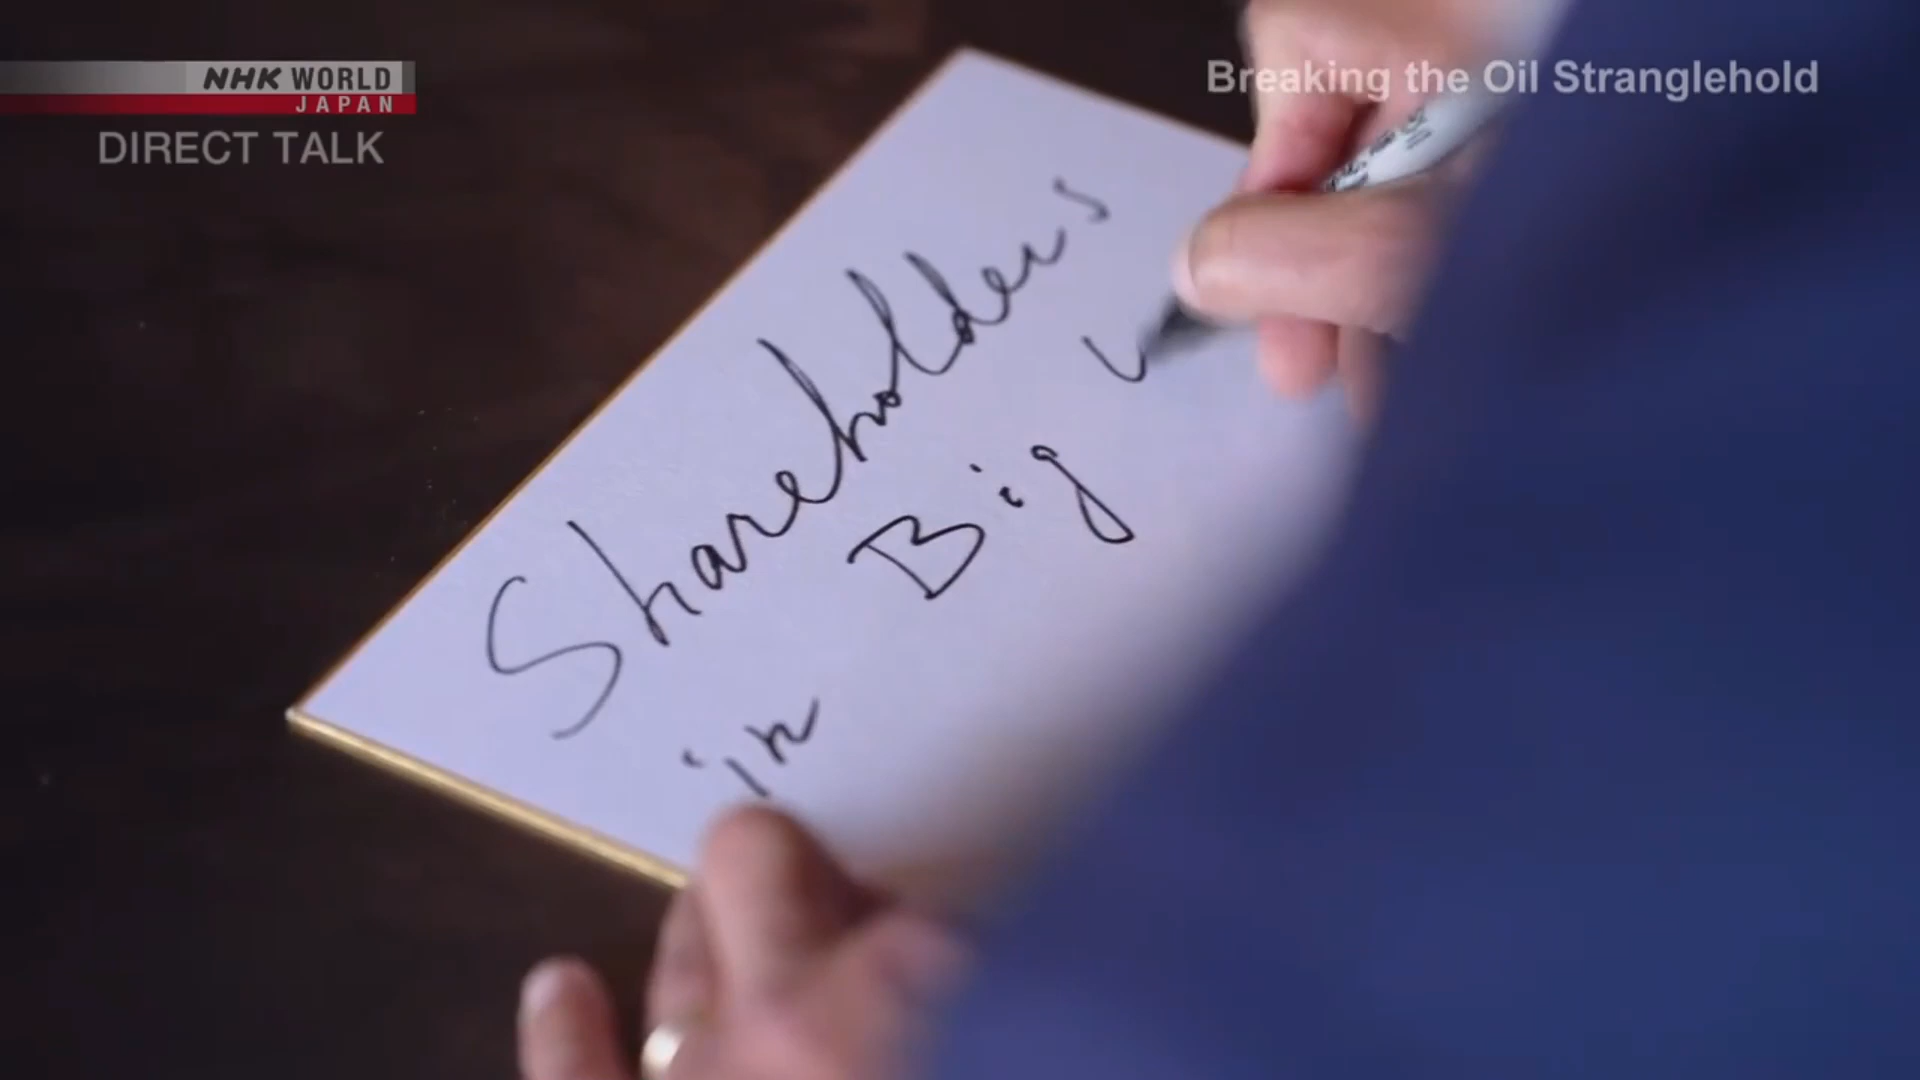 NHK WORLD
JAPAN
DIRECT TALK
Breaking the Oil Stranglehold
Shareholders
in Big